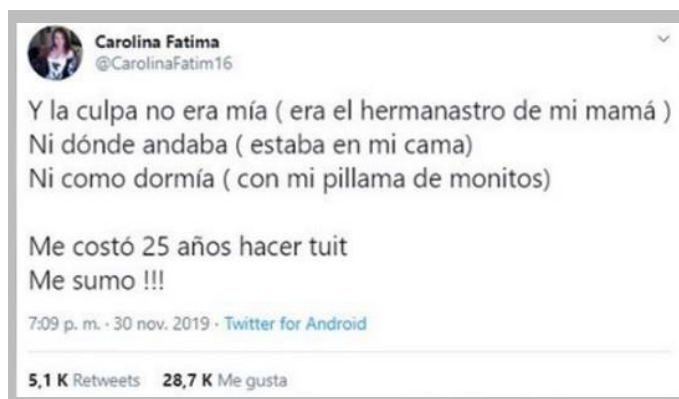 Carolina Fatima
@CarolinaFatim16
Y la culpa no era mía ( era el hermanastro de mi mamá )
Ni dónde andaba ( estaba en mi cama)
Ni como dormía ( con mi pillama de monitos)
Me costó 25 años hacer tuit
Me sumo !!!
7:09 p. m. · 30 nov. 2019 · Twitter for Android
5,1 K Retweets 28,7 K Me gusta